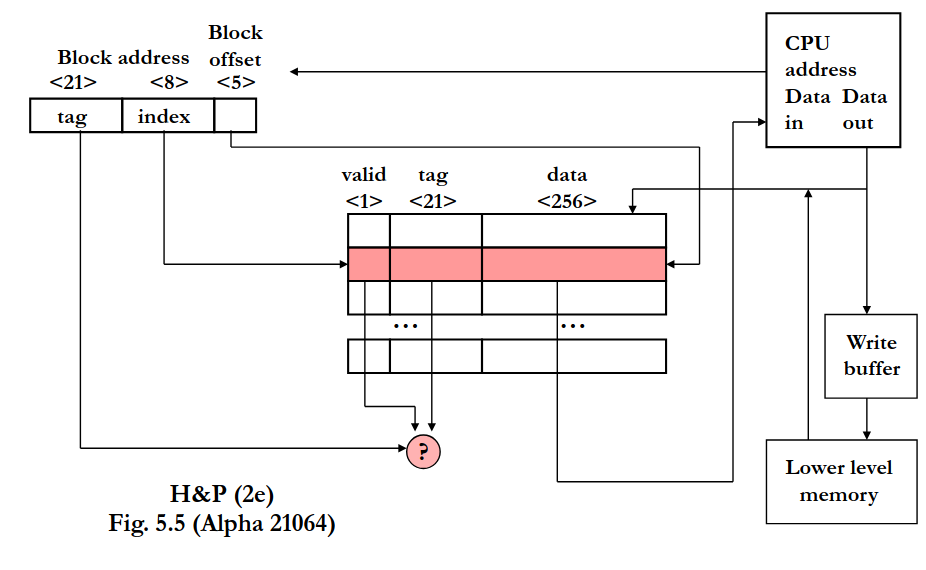 Block address
<21>
<8>
Block
offset
<5>
tag
index
CPU
address
Data Data
in out
valid
<1>
tag
<21>
data
<256>
...
...
?
Write
buffer
Lower level
memory
H&P (2e)
Fig. 5.5 (Alpha 21064)